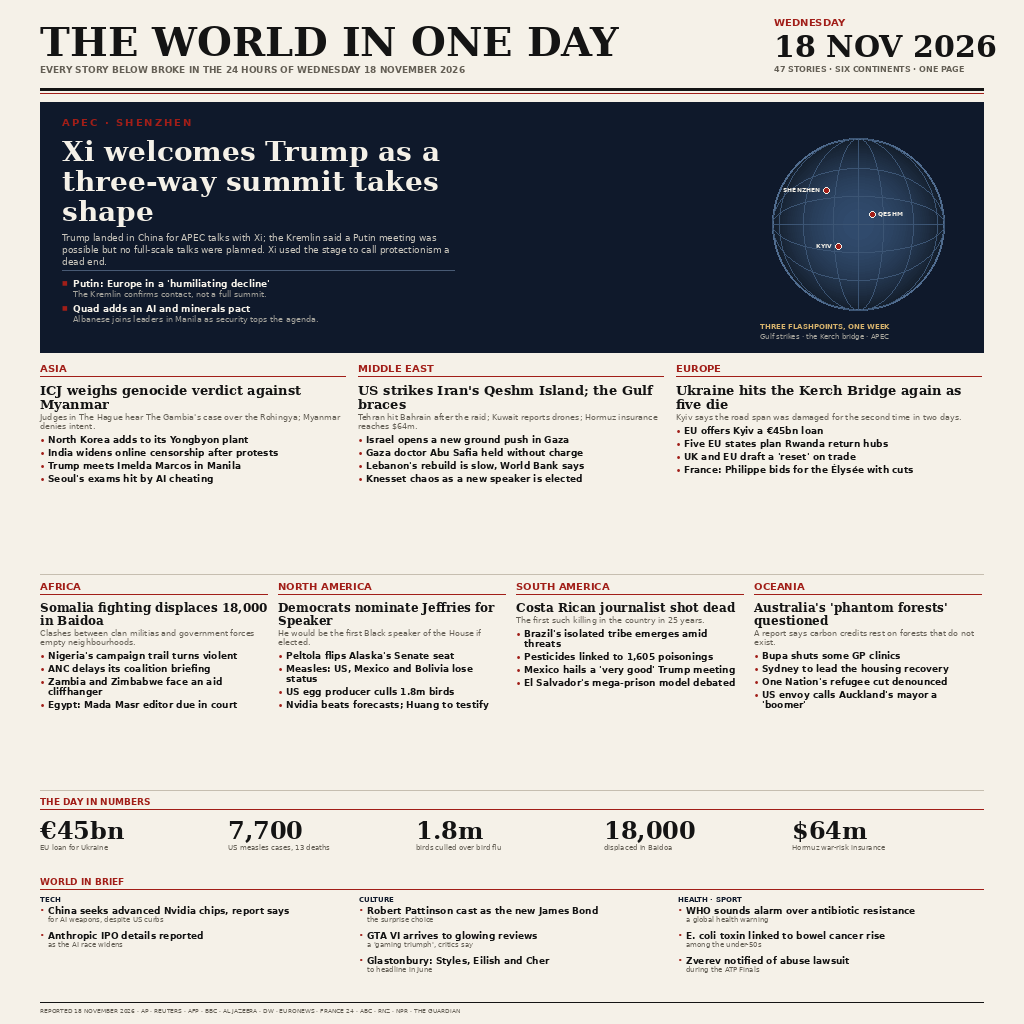 THE WORLD IN ONE DAY
EVERY STORY BELOW BROKE IN THE 24 HOURS OF WEDNESDAY 18 NOVEMBER 2026
WEDNESDAY
18 NOV 2026
47 STORIES · SIX CONTINENTS · ONE PAGE
APEC · SHENZHEN
Xi welcomes Trump as a
three-way summit takes
shape
Trump landed in China for APEC talks with Xi; the Kremlin said a Putin meeting was
possible but no full-scale talks were planned. Xi used the stage to call protectionism a
dead end.
Putin: Europe in a 'humiliating decline'
The Kremlin confirms contact, not a full summit.
Quad adds an AI and minerals pact
Albanese joins leaders in Manila as security tops the agenda.
SHENZHEN
QESHM
KYIV
THREE FLASHPOINTS, ONE WEEK
Gulf strikes · the Kerch bridge · APEC
ASIA
ICJ weighs genocide verdict against
Myanmar
Judges in The Hague hear The Gambia's case over the Rohingya; Myanmar
denies intent.
• North Korea adds to its Yongbyon plant
• India widens online censorship after protests
• Trump meets Imelda Marcos in Manila
• Seoul's exams hit by AI cheating
MIDDLE EAST
US strikes Iran's Qeshm Island; the Gulf
braces
Tehran hit Bahrain after the raid; Kuwait reports drones; Hormuz insurance
reaches $64m.
• Israel opens a new ground push in Gaza
• Gaza doctor Abu Safia held without charge
• Lebanon's rebuild is slow, World Bank says
• Knesset chaos as a new speaker is elected
EUROPE
Ukraine hits the Kerch Bridge again as
five die
Kyiv says the road span was damaged for the second time in two days.
• EU offers Kyiv a €45bn loan
• Five EU states plan Rwanda return hubs
• UK and EU draft a 'reset' on trade
• France: Philippe bids for the Élysée with cuts
AFRICA
Somalia fighting displaces 18,000
in Baidoa
Clashes between clan militias and government forces
empty neighbourhoods.
• Nigeria's campaign trail turns violent
• ANC delays its coalition briefing
• Zambia and Zimbabwe face an aid
cliffhanger
• Egypt: Mada Masr editor due in court
NORTH AMERICA
Democrats nominate Jeffries for
Speaker
He would be the first Black speaker of the House if
elected.
• Peltola flips Alaska's Senate seat
• Measles: US, Mexico and Bolivia lose
status
• US egg producer culls 1.8m birds
• Nvidia beats forecasts; Huang to testify
SOUTH AMERICA
Costa Rican journalist shot dead
The first such killing in the country in 25 years.
• Brazil's isolated tribe emerges amid
threats
• Pesticides linked to 1,605 poisonings
• Mexico hails a 'very good' Trump meeting
• El Salvador's mega-prison model debated
OCEANIA
Australia's 'phantom forests'
questioned
A report says carbon credits rest on forests that do not
exist.
• Bupa shuts some GP clinics
• Sydney to lead the housing recovery
• One Nation's refugee cut denounced
• US envoy calls Auckland's mayor a
'boomer'
THE DAY IN NUMBERS
€45bn
EU loan for Ukraine
7,700
US measles cases, 13 deaths
1.8m
birds culled over bird flu
18,000
displaced in Baidoa
$64m
Hormuz war-risk insurance
WORLD IN BRIEF
TECH
• China seeks advanced Nvidia chips, report says
for AI weapons, despite US curbs
• Anthropic IPO details reported
as the AI race widens
CULTURE
• Robert Pattinson cast as the new James Bond
the surprise choice
• GTA VI arrives to glowing reviews
a 'gaming triumph', critics say
• Glastonbury: Styles, Eilish and Cher
to headline in June
HEALTH · SPORT
• WHO sounds alarm over antibiotic resistance
a global health warning
• E. coli toxin linked to bowel cancer rise
among the under-50s
• Zverev notified of abuse lawsuit
during the ATP Finals
REPORTED 18 NOVEMBER 2026 · AP · REUTERS · AFP · BBC · AL JAZEERA · DW · EURONEWS · FRANCE 24 · ABC · RNZ · NPR · THE GUARDIAN